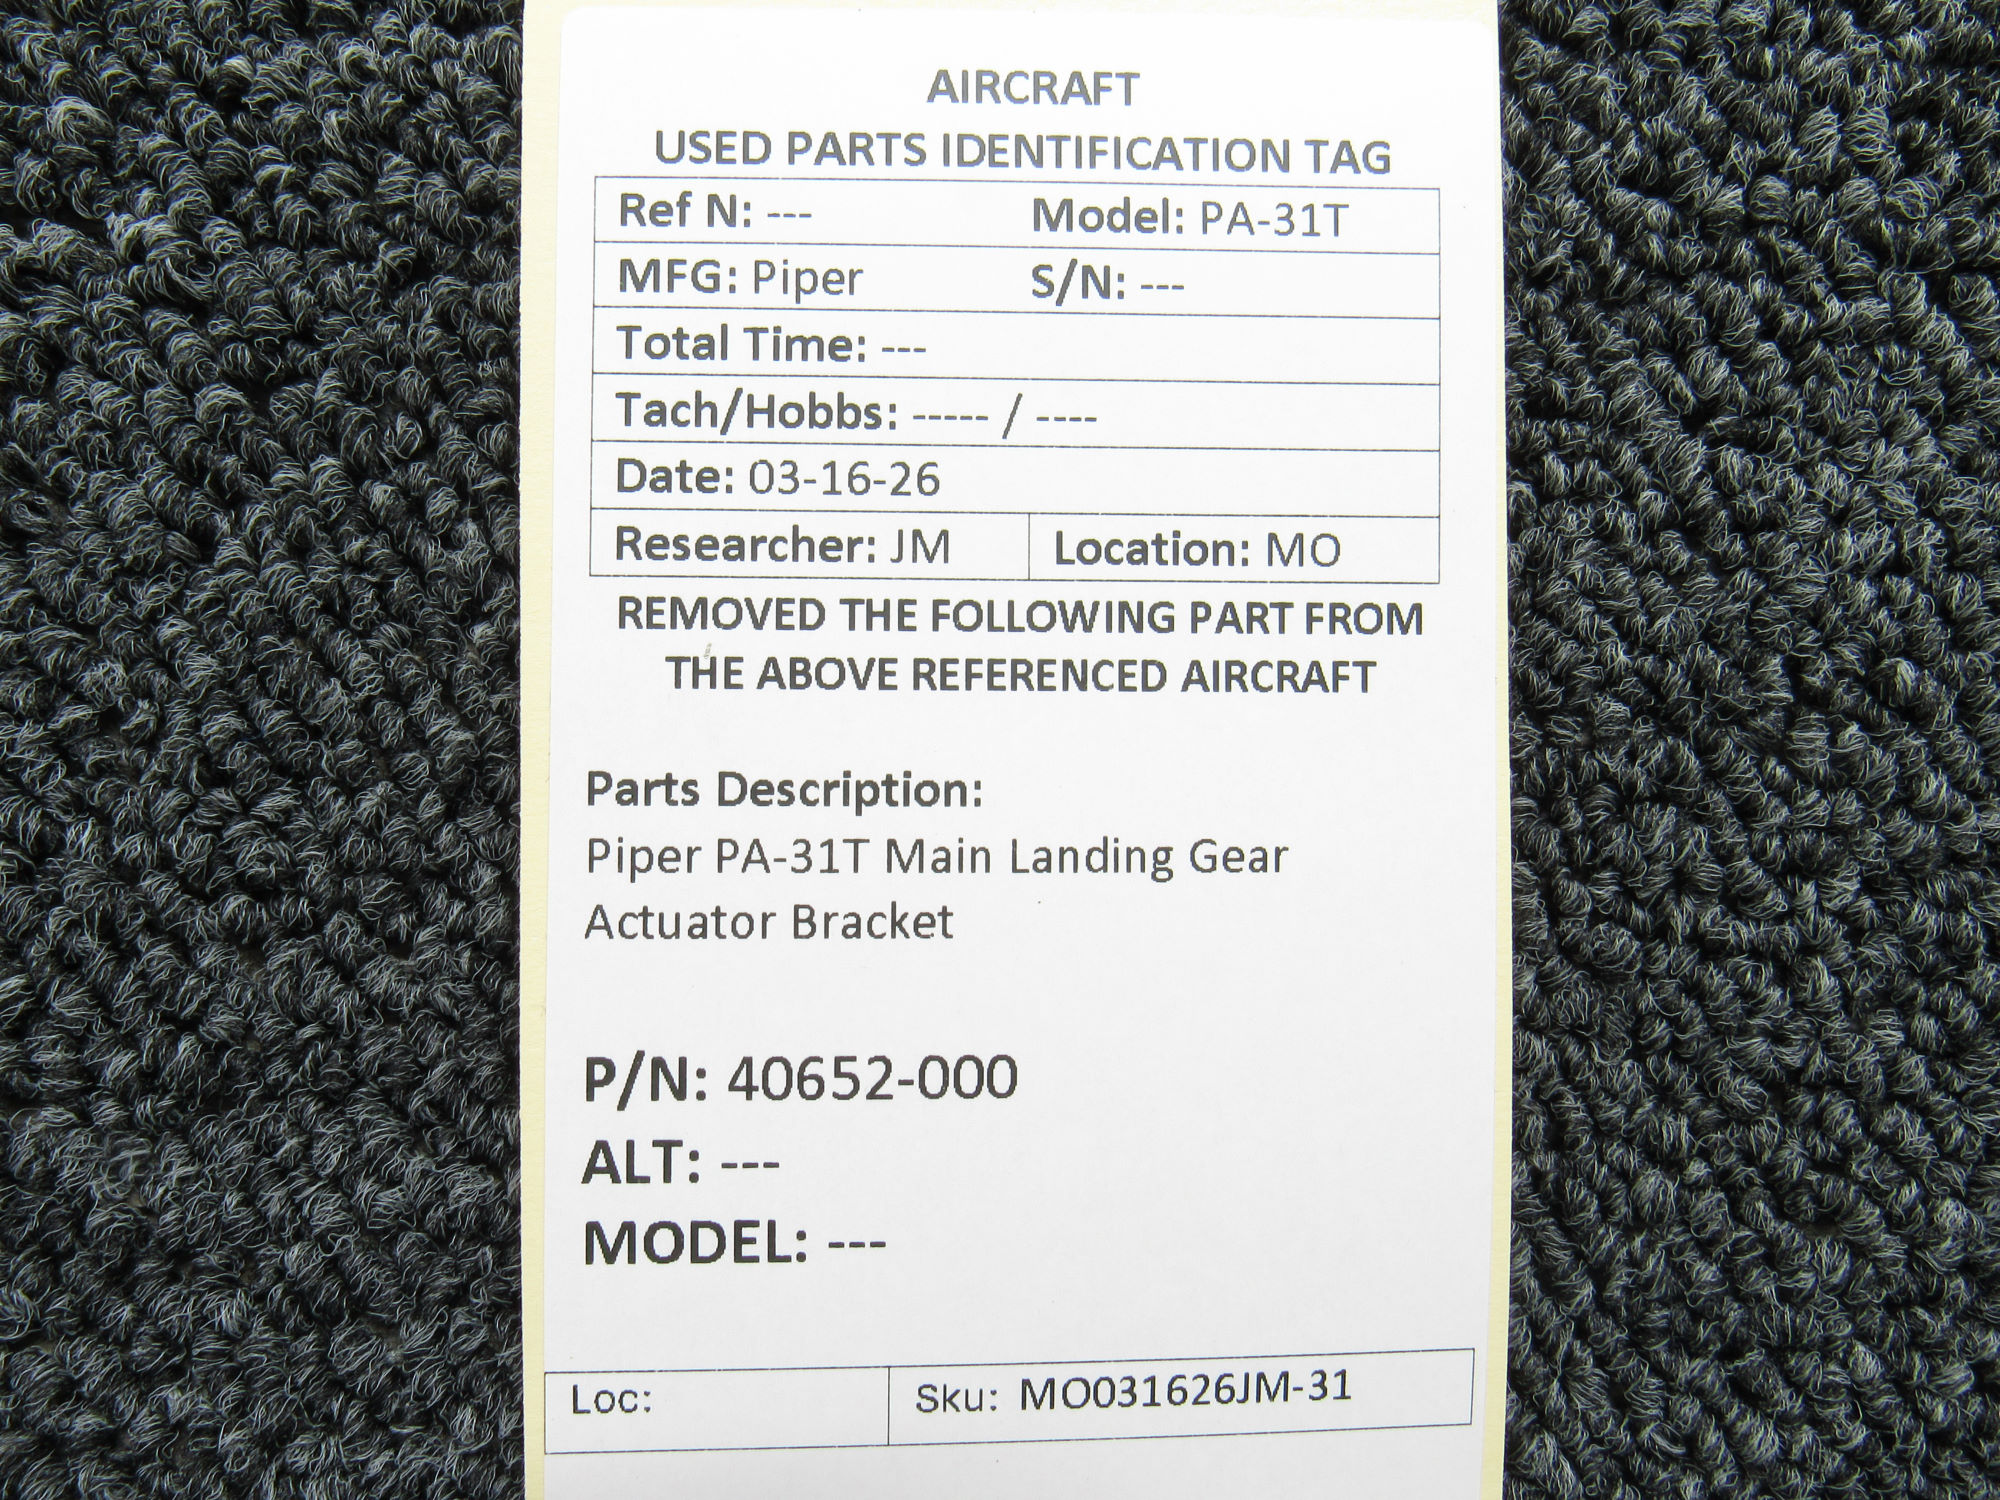 AIRCRAFT
USED PARTS IDENTIFICATION TAG
Ref N: --- Model: PA-31T
MFG: Piper S/N: ---
Total Time: ---
Tach/Hobbs: ----- / ----
Date: 03-16-26
Researcher: JM Location: MO
REMOVED THE FOLLOWING PART FROM
THE ABOVE REFERENCED AIRCRAFT
Parts Description:
Piper PA-31T Main Landing Gear
Actuator Bracket
P/N: 40652-000
ALT: ---
MODEL: ---
Loc: Sku: MO031626JM-31